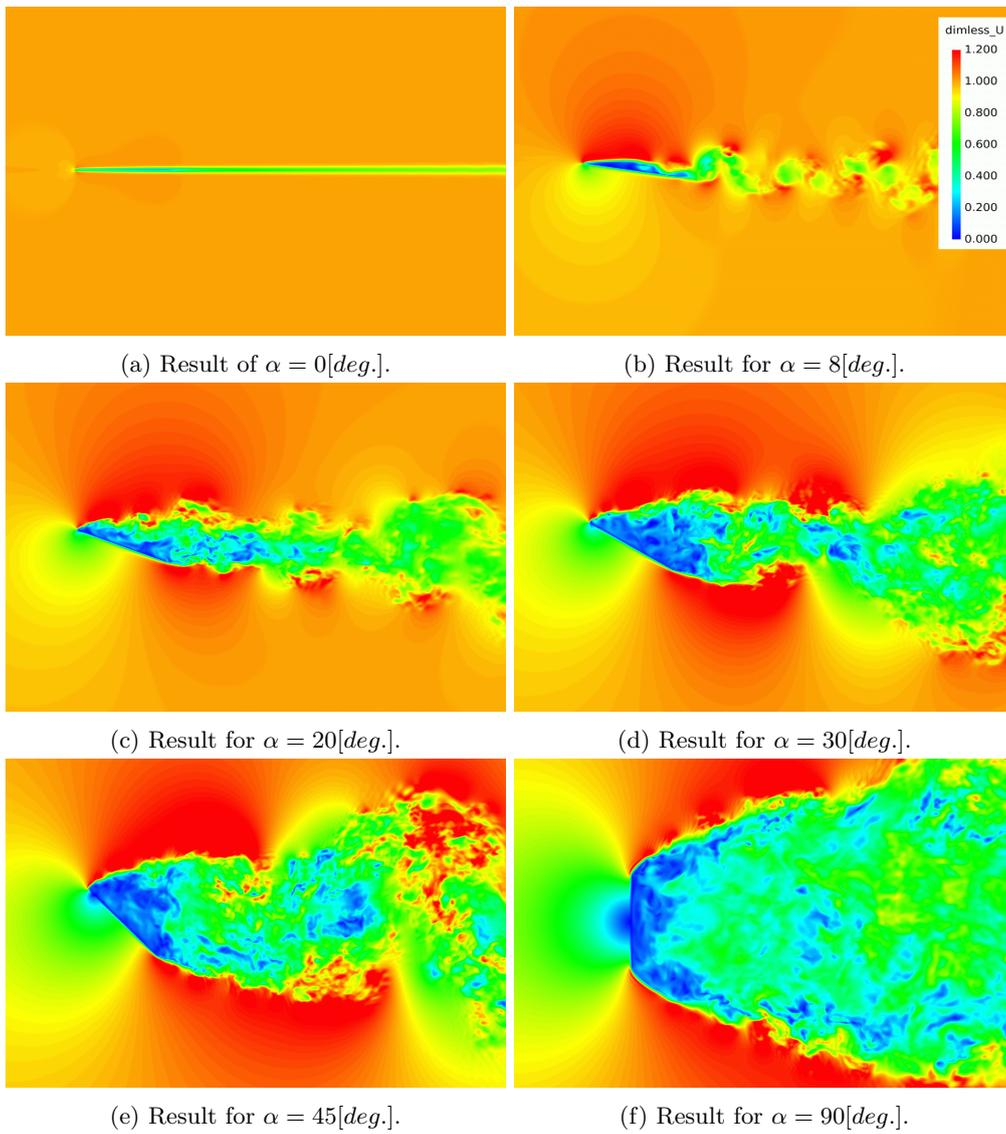 dimless_U
1.200
1.000
0.800
0.600
0.400
0.200
0.000
(a) Result of α = 0[deg.].
(b) Result for α = 8[deg.].
(c) Result for α = 20[deg.].
(d) Result for α = 30[deg.].
(e) Result for α = 45[deg.].
(f) Result for α = 90[deg.].